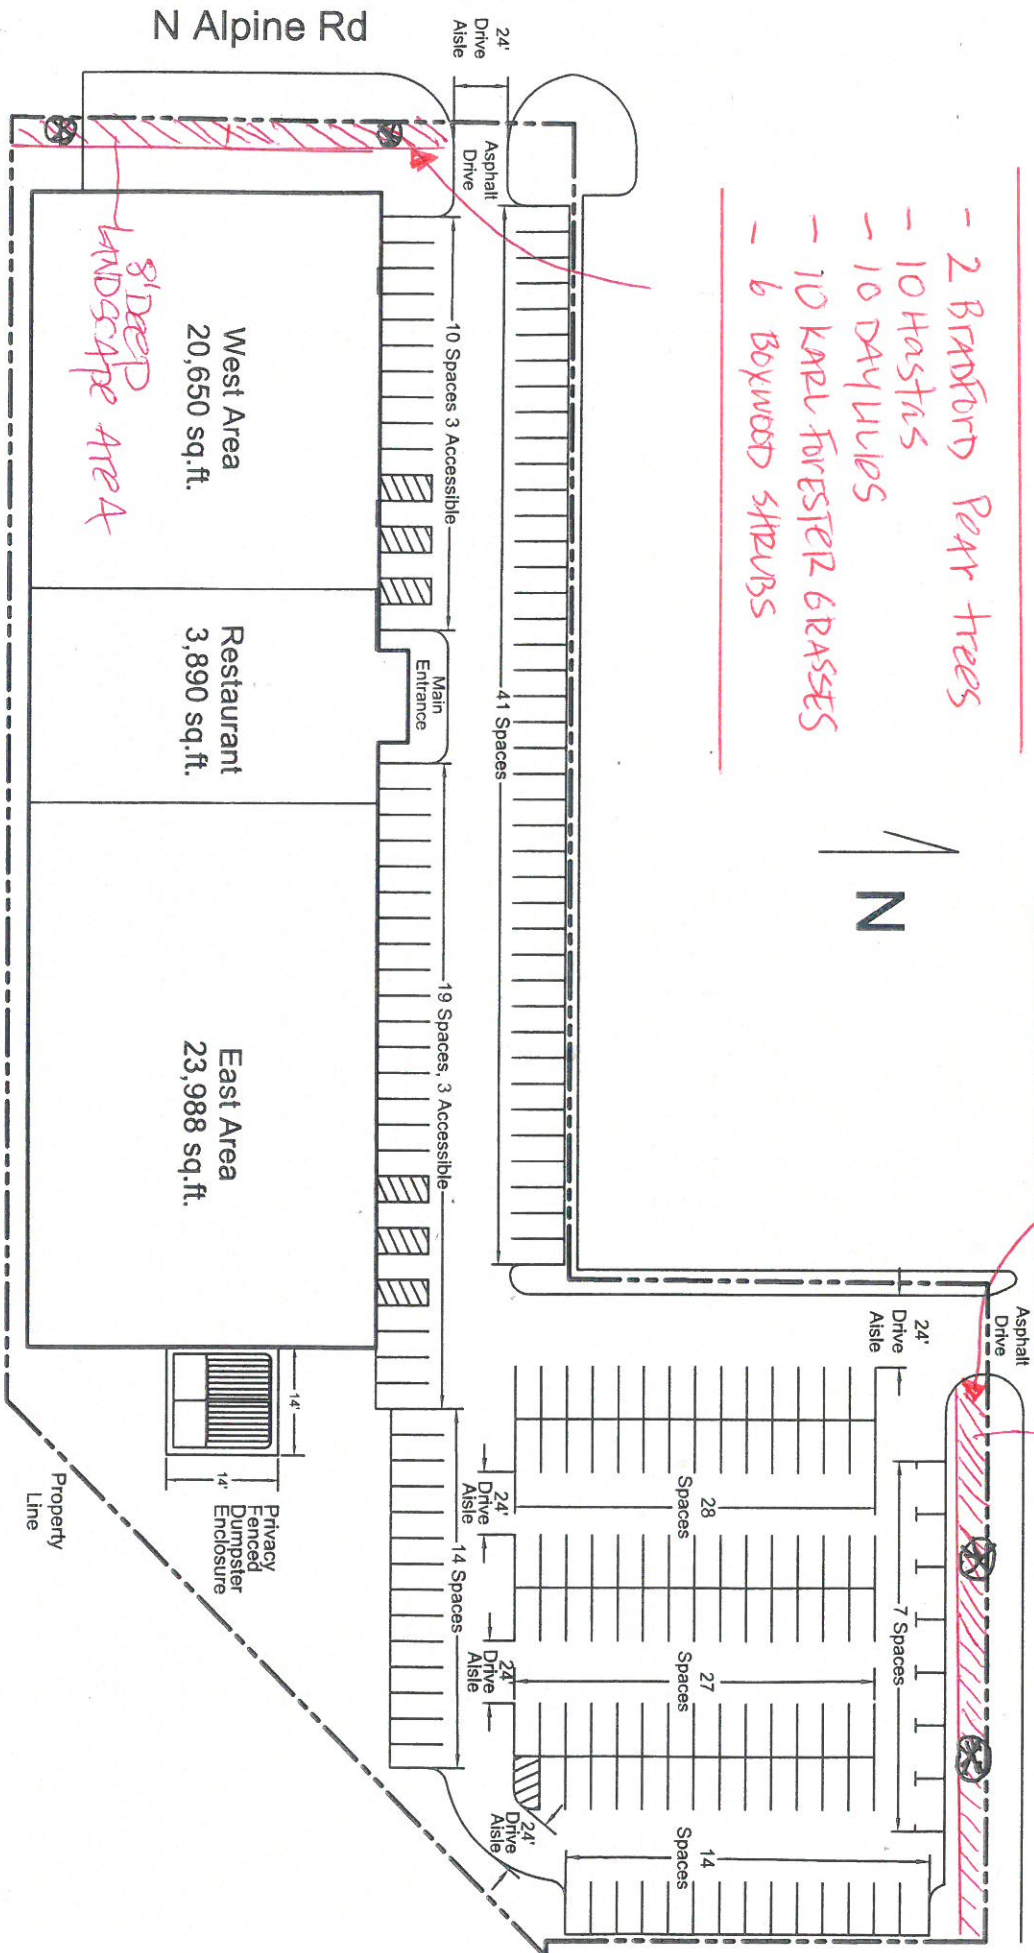 N Alpine Rd
24'
Drive
Aisle
Asphalt
Drive
- 2 BRADFORD PeAr trees
- 10 Hostas
- 10 DAYLILIES
- 10 KARL FORESTER GRASSES
- 6 BOXWOOD SHRUBS
N
8' DeeP
LANDSCAPE AreA
West Area
20,650 sq.ft.
10 Spaces 3 Accessible
Restaurant
3,890 sq.ft.
Main
Entrance
41 Spaces
East Area
23,988 sq.ft.
19 Spaces, 3 Accessible
14'
14'
Privacy
Fenced
Dumpster
Enclosure
Property
Line
14 Spaces
Asphalt
Drive
24'
Drive
Aisle
7 Spaces
28
Spaces
24'
Drive
Aisle
27
Spaces
24'
Drive
Aisle
14
Spaces
24'
Drive
Aisle